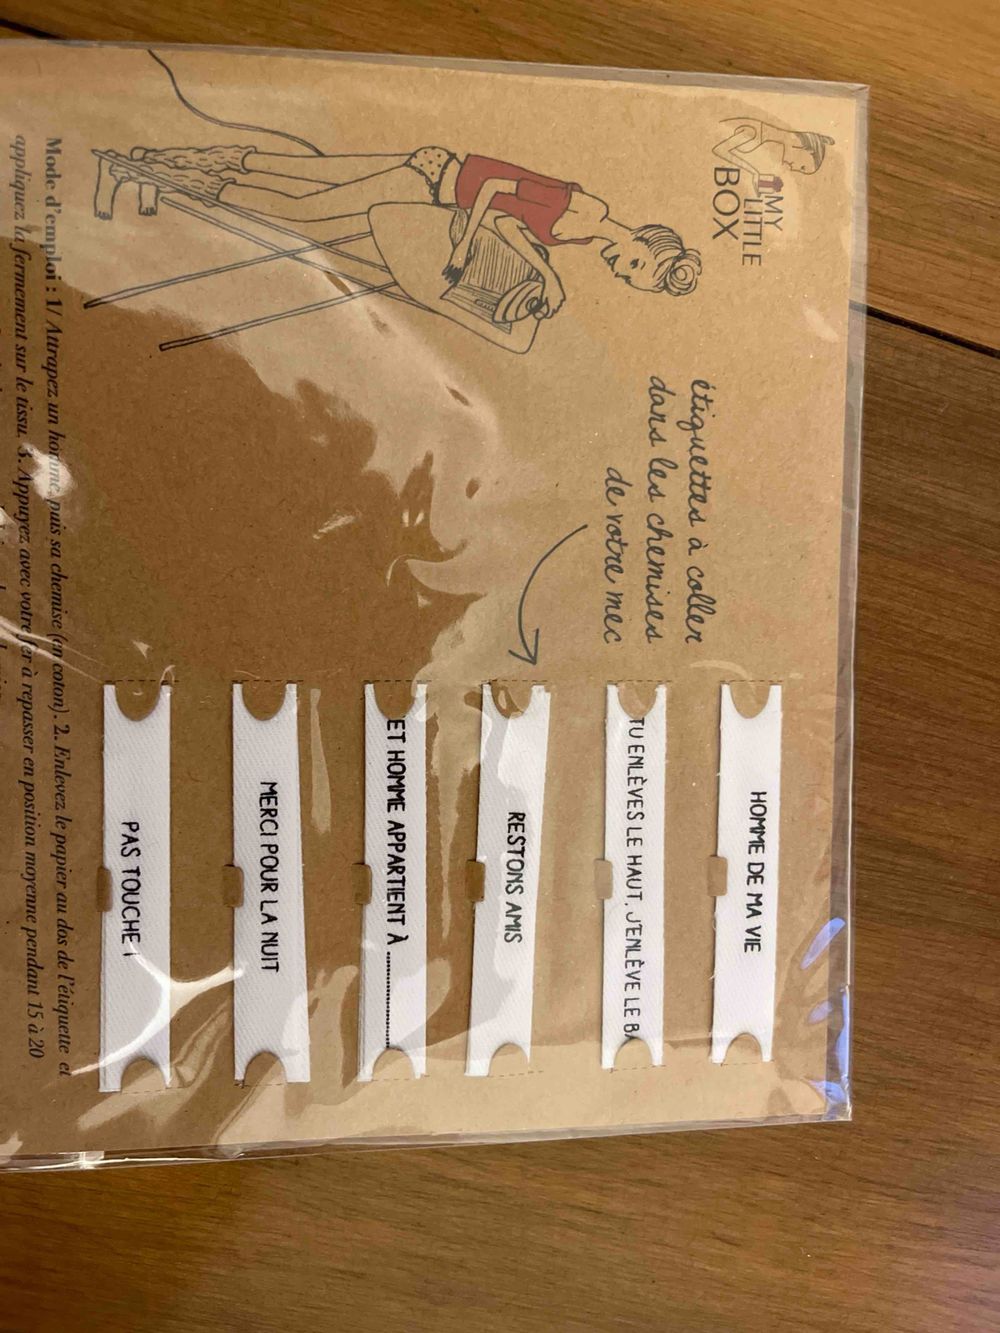 MY
LITTLE
BOX
étiquettes à coller
dans les chemises
de votre mec
HOMME DE MA VIE
TU ENLÈVES LE HAUT, J'ENLÈVE LE BA
RESTONS AMIS
ET HOMME APPARTIENT À ....................
MERCI POUR LA NUIT
PAS TOUCHE !
Mode d'emploi : 1/ Attrapez un homme, puis sa chemise (en coton). 2. Enlevez le papier au dos de l'étiquette et
appliquez la fermement sur le tissu. 3. Appuyez avec votre fer à repasser en position moyenne pendant 15 à 20